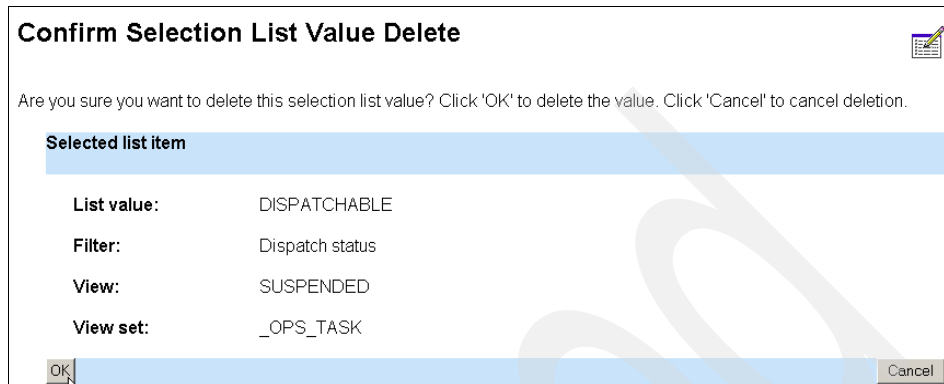 Confirm Selection List Value Delete
Are you sure you want to delete this selection list value? Click 'OK' to delete the value. Click 'Cancel' to cancel deletion.
Selected list item
List value: DISPATCHABLE
Filter: Dispatch status
View: SUSPENDED
View set: _OPS_TASK
OK Cancel